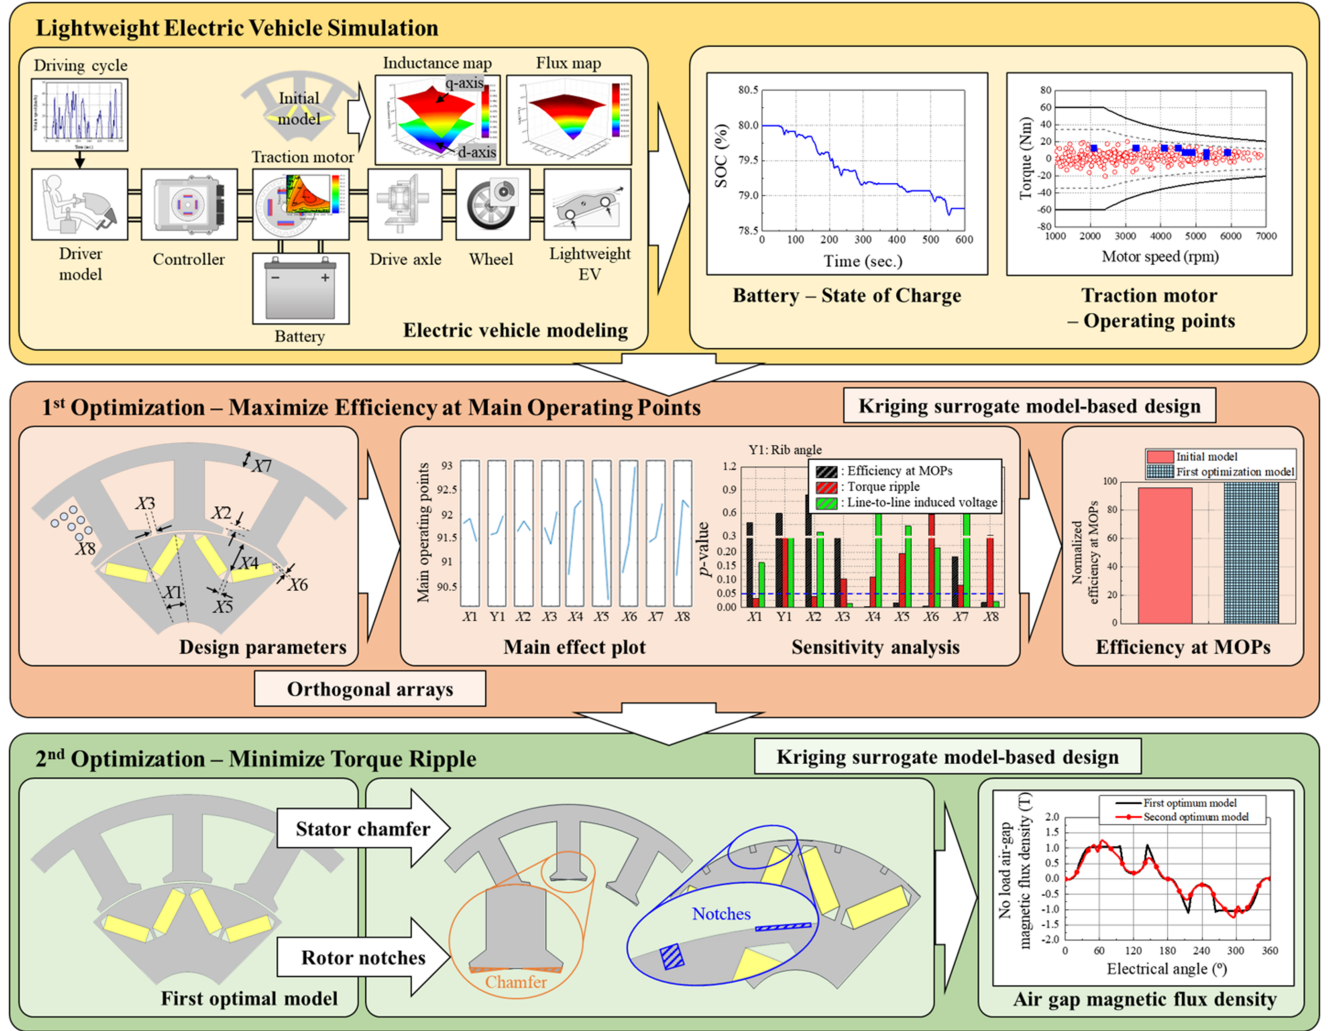 Lightweight Electric Vehicle Simulation
Driving cycle
Initial
model
Inductance map
q-axis
d-axis
Flux map
Traction motor
Driver
model
Controller
Drive axle
Wheel
Lightweight
EV
Battery
Electric vehicle modeling
SOC (%)
80.5
80.0
79.5
79.0
78.5
0 100 200 300 400 500 600
Time (sec.)
Battery – State of Charge
Torque (Nm)
80
60
40
20
0
-20
-40
-60
-80
1000 2000 3000 4000 5000 6000 7000
Motor speed (rpm)
Traction motor
– Operating points
1st Optimization – Maximize Efficiency at Main Operating Points
Kriging surrogate model-based design
X7
X3
X2
X8
X4
X6
X1
X5
Design parameters
Main operating points
93
92.5
92
91.5
91
90.5
X1 Y1 X2 X3 X4 X5 X6 X7 X8
Main effect plot
Y1: Rib angle
: Efficiency at MOPs
: Torque ripple
: Line-to-line induced voltage
p-value
1.2
0.9
0.6
0.3
0.20
0.15
0.10
0.05
0.00
X1 Y1 X2 X3 X4 X5 X6 X7 X8
Sensitivity analysis
Initial model
First optimization model
Normalized
efficiency at MOPs
100
80
60
40
20
0
Efficiency at MOPs
Orthogonal arrays
2nd Optimization – Minimize Torque Ripple
Kriging surrogate model-based design
Stator chamfer
Rotor notches
First optimal model
Chamfer
Notches
First optimum model
Second optimum model
No load air-gap
magnetic flux density (T)
2.0
1.5
1.0
0.5
0.0
-0.5
-1.0
-1.5
-2.0
0 60 120 180 240 300 360
Electrical angle (º)
Air gap magnetic flux density